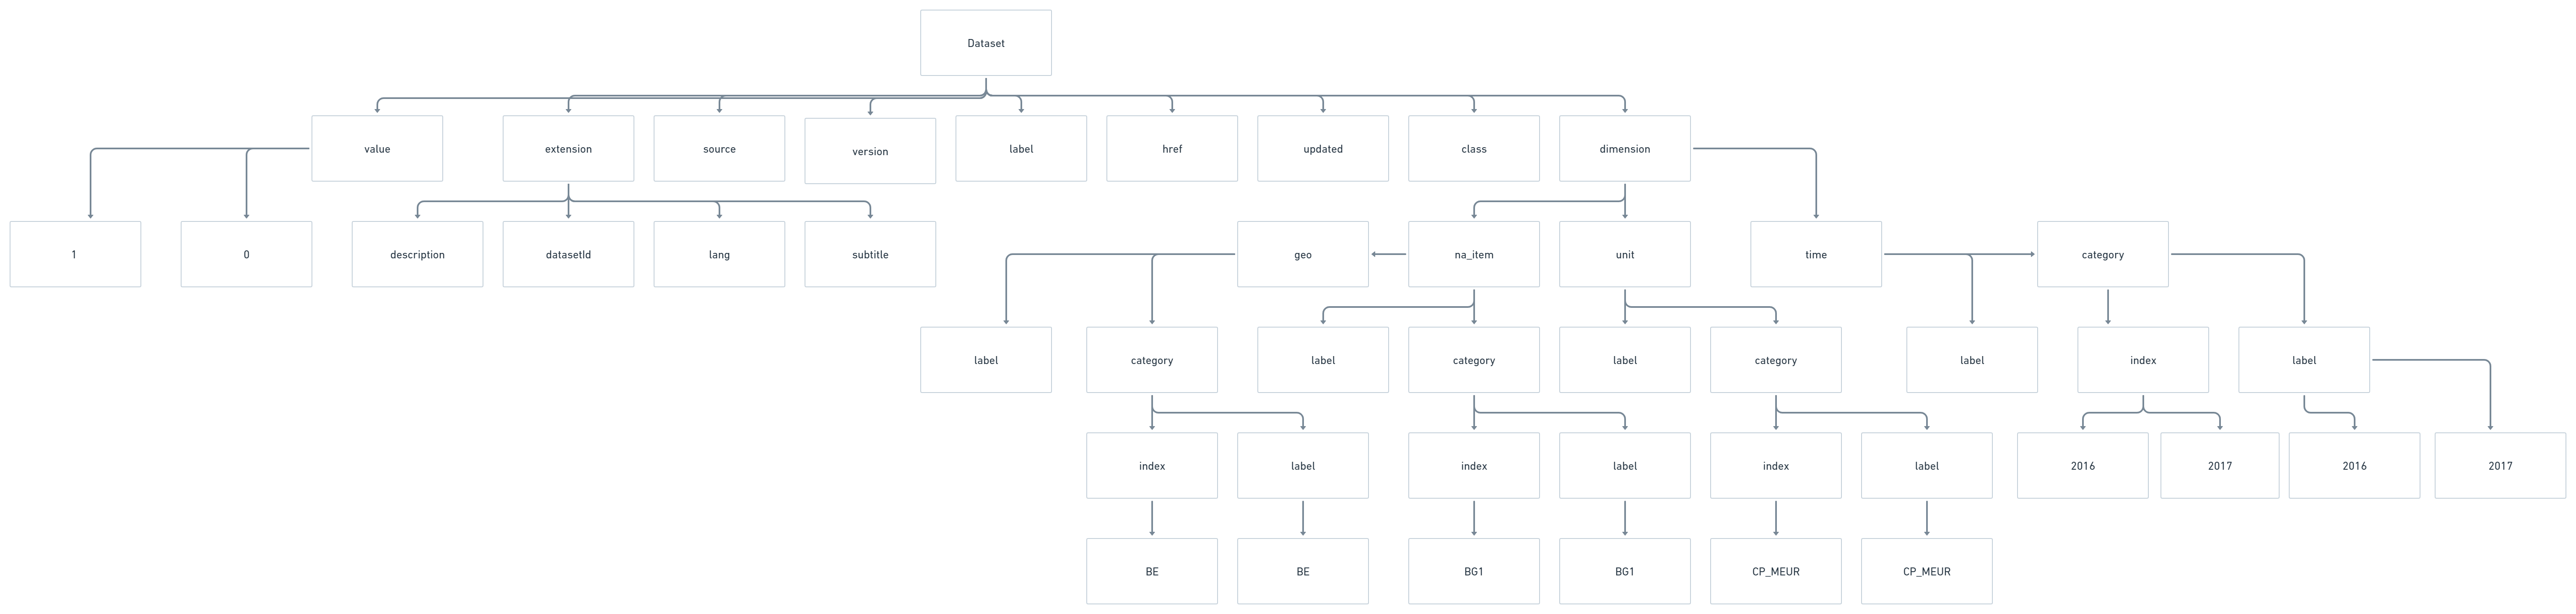 Dataset
value
extension
source
version
label
href
updated
class
dimension
1
0
description
datasetId
lang
subtitle
geo
na_item
unit
time
category
label
category
label
category
label
category
label
index
label
index
label
index
label
index
label
2016
2017
2016
2017
BE
BE
BG1
BG1
CP_MEUR
CP_MEUR